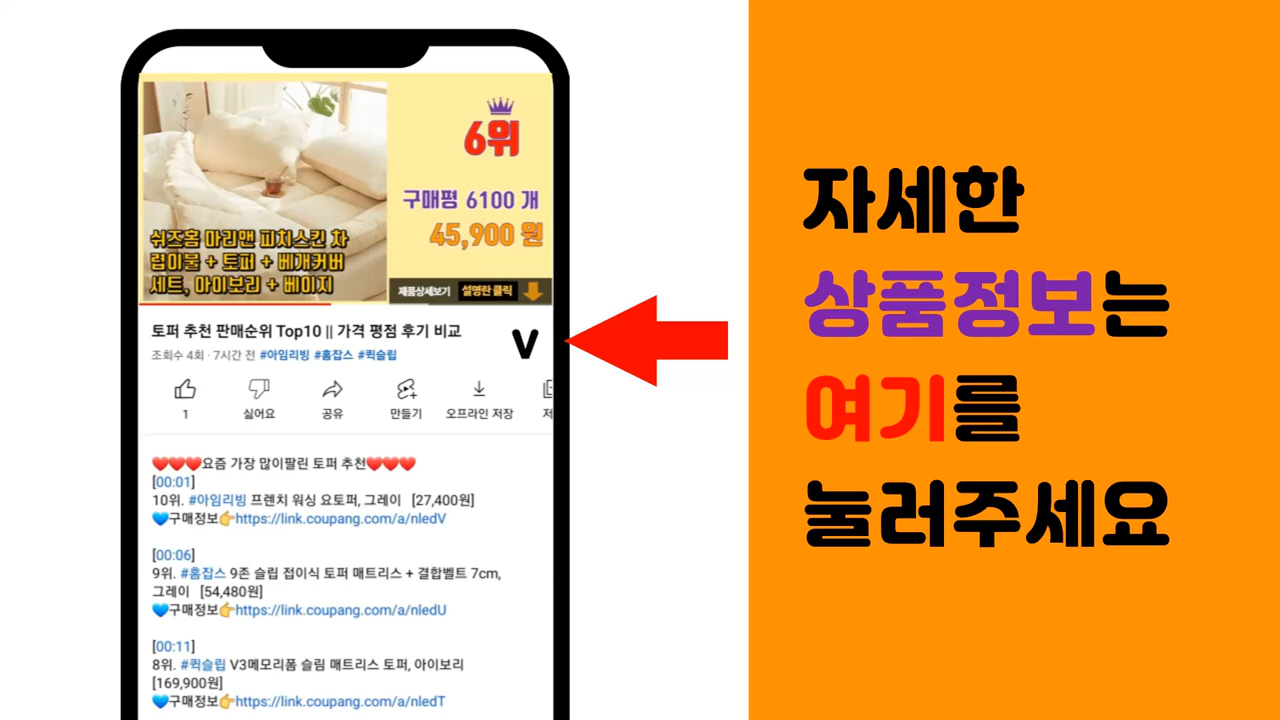 6위
구매평 6100 개
45,900 원
쉬즈홈 마리앤 피치스킨 차
렵이불 + 토퍼 + 베개커버
세트, 아이보리 + 베이지
제품상세보기 설명란 클릭
토퍼 추천 판매순위 Top10 || 가격 평점 후기 비교
V
조회수 4회 · 7시간 전 #아임리빙 #홈잡스 #퀵슬립
1 싫어요 공유 만들기 오프라인 저장 저
❤️❤️❤️요즘 가장 많이팔린 토퍼 추천❤️❤️❤️
[00:01]
10위. #아임리빙 프렌치 워싱 요토퍼, 그레이 [27,400원]
💙구매정보👉https://link.coupang.com/a/nledV
[00:06]
9위. #홈잡스 9존 슬립 접이식 토퍼 매트리스 + 결합벨트 7cm,
그레이 [54,480원]
💙구매정보👉https://link.coupang.com/a/nledU
[00:11]
8위. #퀵슬립 V3메모리폼 슬림 매트리스 토퍼, 아이보리
[169,900원]
💙구매정보👉https://link.coupang.com/a/nledT
자세한
상품정보는
여기를
눌러주세요